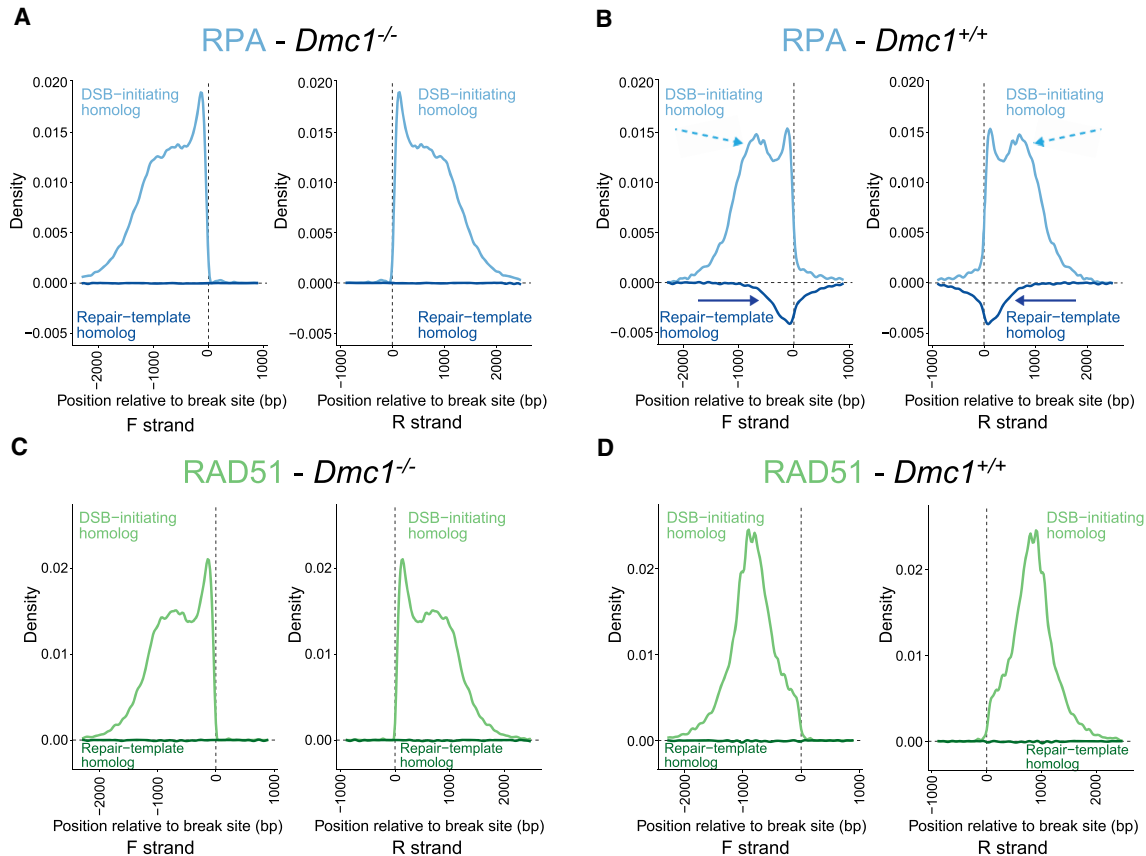 A
RPA - Dmc1-/-
DSB−initiating
homolog
DSB−initiating
homolog
0.020
0.015
0.010
0.005
0.000
−0.005
Density
Repair−template
homolog
−2000
−1000
0
1000
Position relative to break site (bp)
F strand
0.020
0.015
0.010
0.005
0.000
−0.005
Density
Repair−template
homolog
−1000
0
1000
2000
Position relative to break site (bp)
R strand
B
RPA - Dmc1+/+
DSB−initiating
homolog
DSB−initiating
homolog
0.020
0.015
0.010
0.005
0.000
−0.005
Density
Repair−template
homolog
−2000
−1000
0
1000
Position relative to break site (bp)
F strand
0.020
0.015
0.010
0.005
0.000
−0.005
Density
Repair−template
homolog
−1000
0
1000
2000
Position relative to break site (bp)
R strand
C
RAD51 - Dmc1-/-
DSB−initiating
homolog
DSB−initiating
homolog
0.02
0.01
0.00
Density
Repair−template
homolog
−2000
−1000
0
1000
Position relative to break site (bp)
F strand
0.02
0.01
0.00
Density
Repair−template
homolog
−1000
0
1000
2000
Position relative to break site (bp)
R strand
D
RAD51 - Dmc1+/+
DSB−initiating
homolog
DSB−initiating
homolog
0.02
0.01
0.00
Density
Repair−template
homolog
−2000
−1000
0
1000
Position relative to break site (bp)
F strand
0.02
0.01
0.00
Density
Repair−template
homolog
−1000
0
1000
2000
Position relative to break site (bp)
R strand